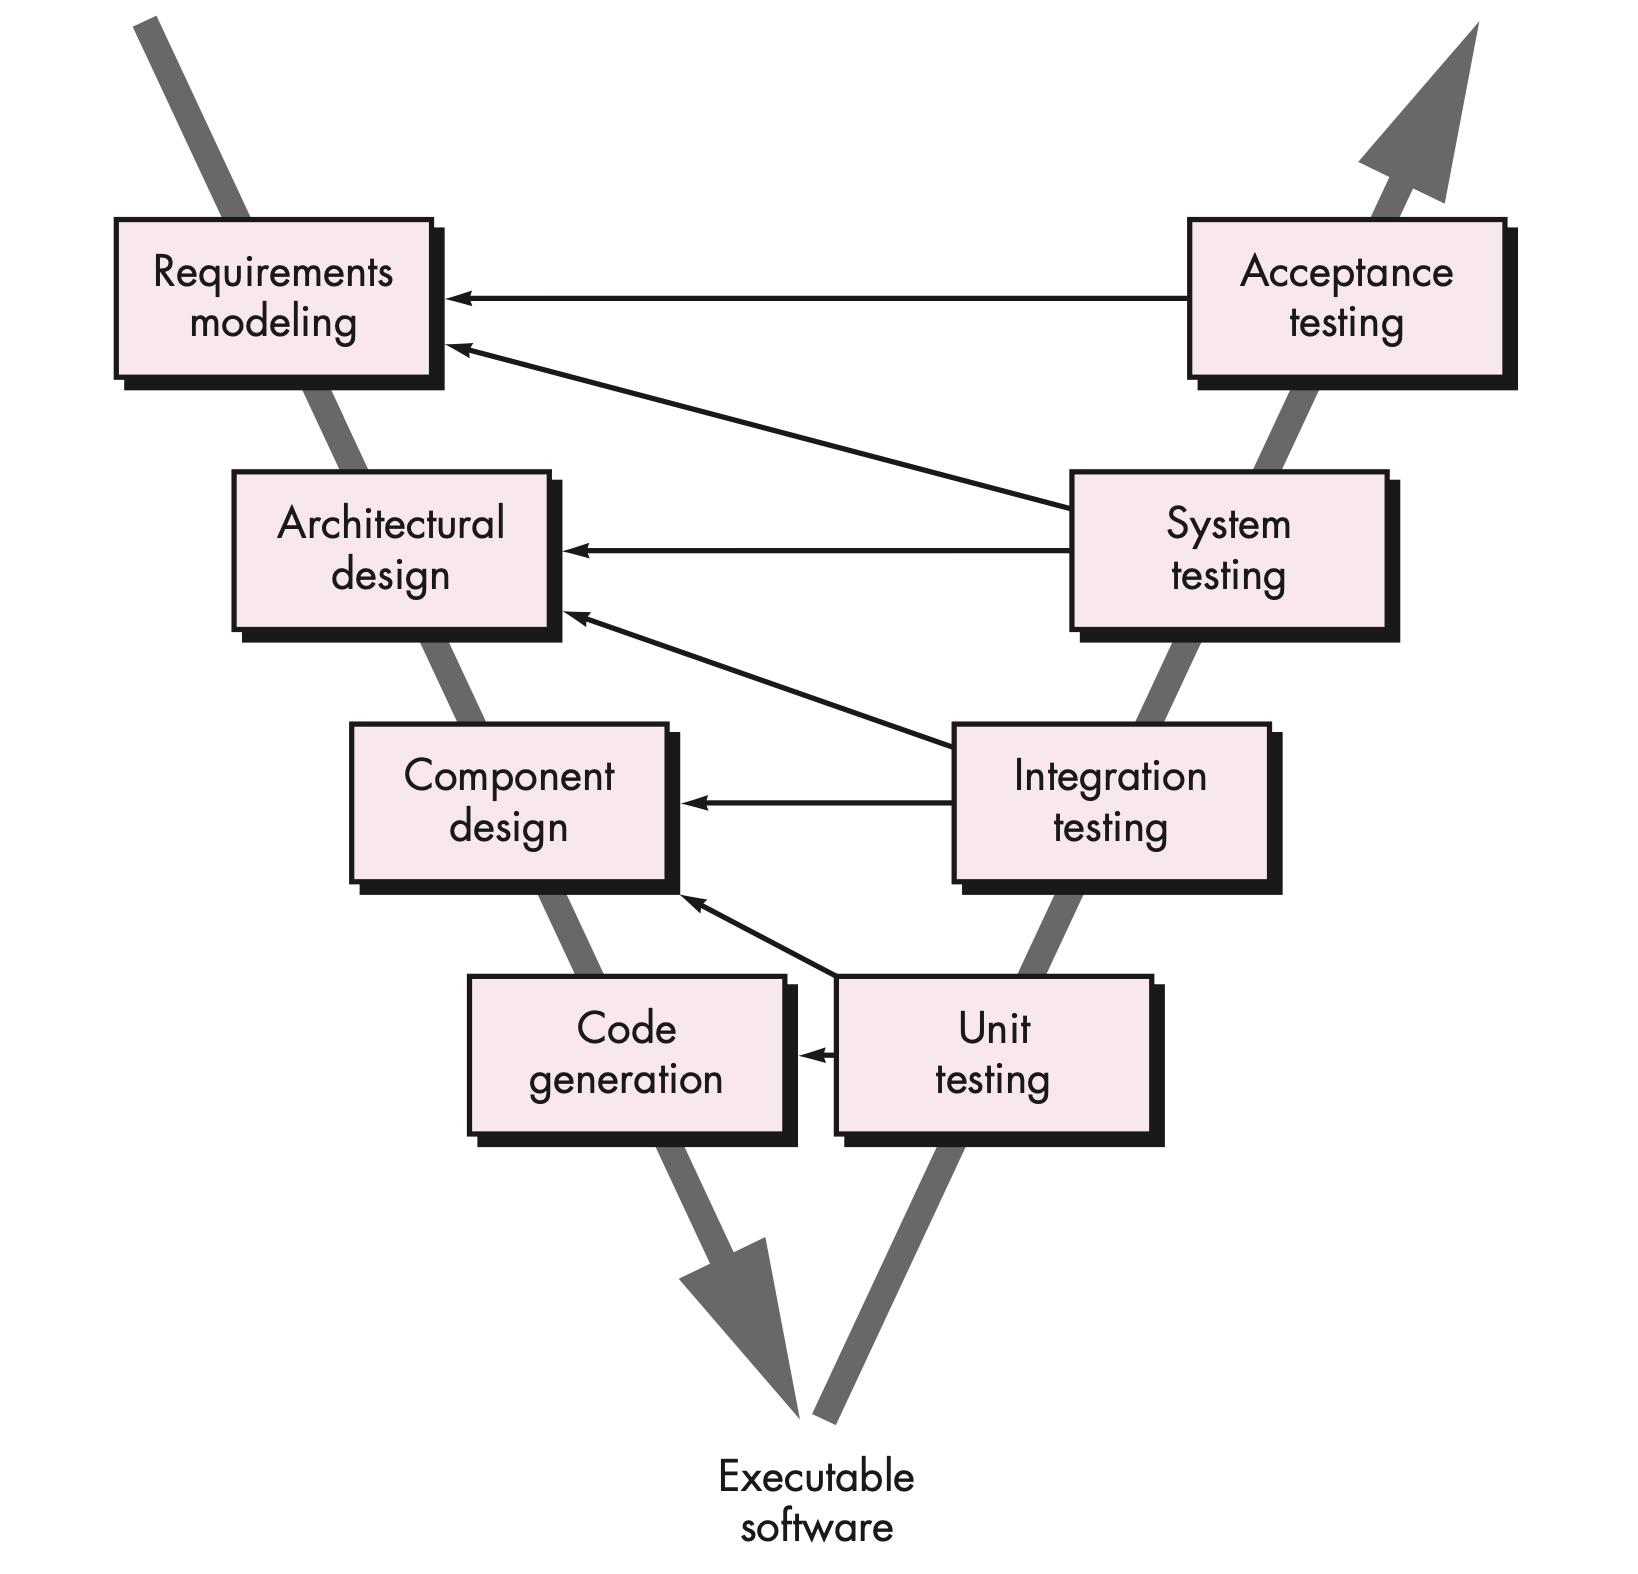 Requirements
modeling
Acceptance
testing
Architectural
design
System
testing
Component
design
Integration
testing
Code
generation
Unit
testing
Executable
software